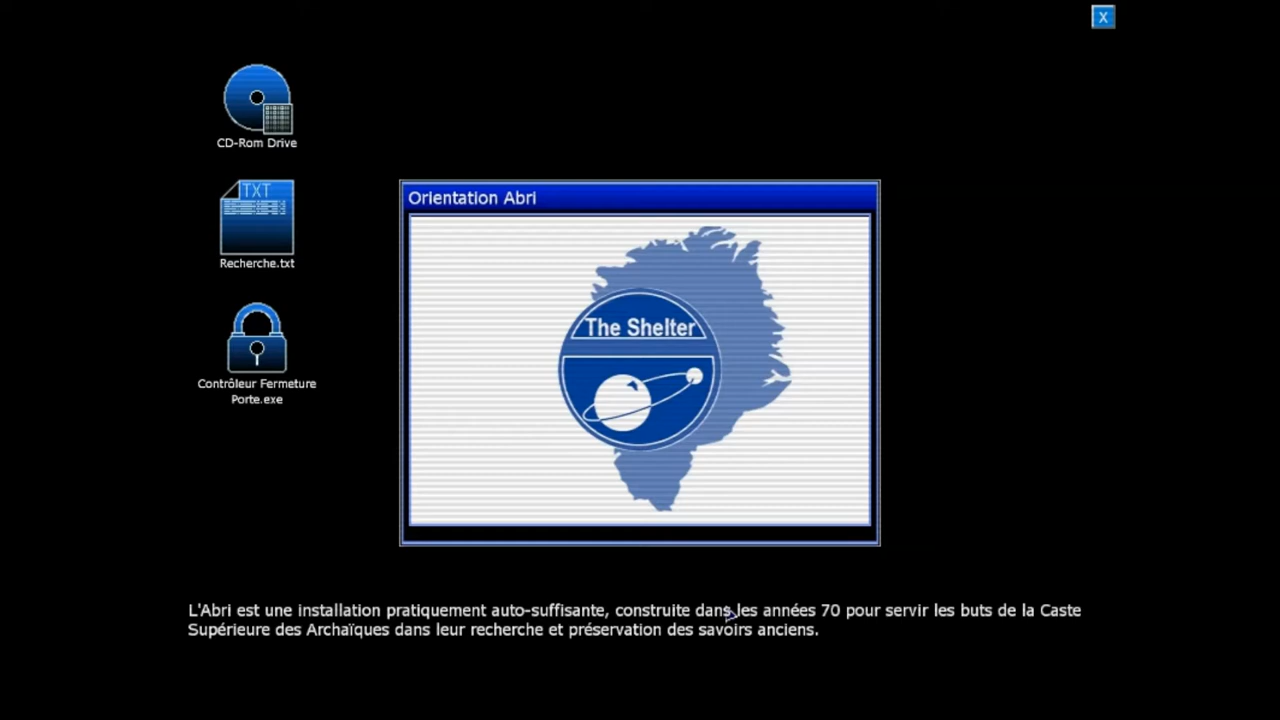 X
CD-Rom Drive
TXT
Recherche.txt
Contrôleur Fermeture
Porte.exe
Orientation Abri
The Shelter
L'Abri est une installation pratiquement auto-suffisante, construite dans les années 70 pour servir les buts de la Caste
Supérieure des Archaïques dans leur recherche et préservation des savoirs anciens.